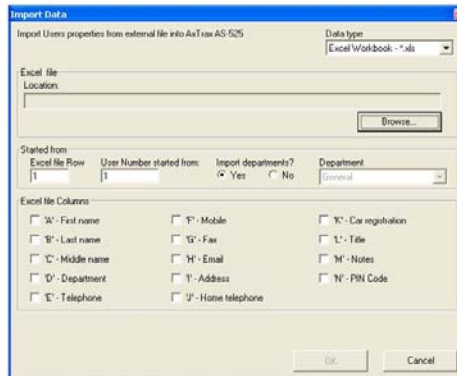 Import Data
Import Users properties from external file into AxTrax AS-525
Data type
Excel Workbook - *.xls
Excel file
Location:
Browse...
Started from
Excel file Row
User Number started from:
Import departments?
Department
1
1
Yes
No
General
Excel file Columns
'A' - First name
'F' - Mobile
'K' - Car registration
'B' - Last name
'G' - Fax
'L' - Title
'C' - Middle name
'H' - Email
'M' - Notes
'D' - Department
'I' - Address
'N' - PIN Code
'E' - Telephone
'J' - Home telephone
OK
Cancel